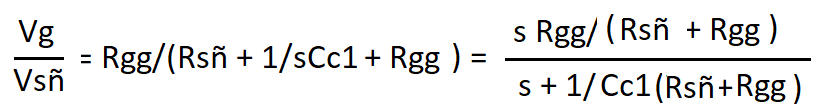 Vg
Vsñ
= Rgg/(Rsñ + 1/sCc1 + Rgg ) =
s Rgg/ (Rsñ + Rgg )
s + 1/ Cc1(Rsñ+Rgg )